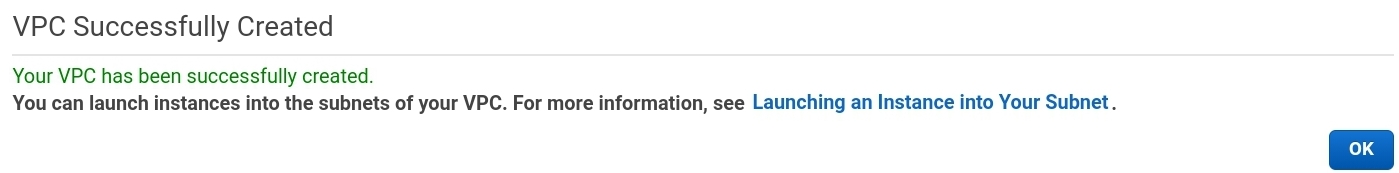 VPC Successfully Created
Your VPC has been successfully created.
You can launch instances into the subnets of your VPC. For more information, see Launching an Instance into Your Subnet.
OK